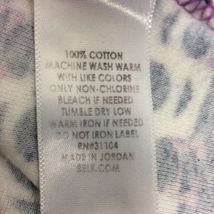 100% COTTON
MACHINE WASH WARM
WITH LIKE COLORS
ONLY NON-CHLORINE
BLEACH IF NEEDED
TUMBLE DRY LOW
WARM IRON IF NEEDED
DO NOT IRON LABEL
RN#31104
MADE IN JORDAN
BELK.COM